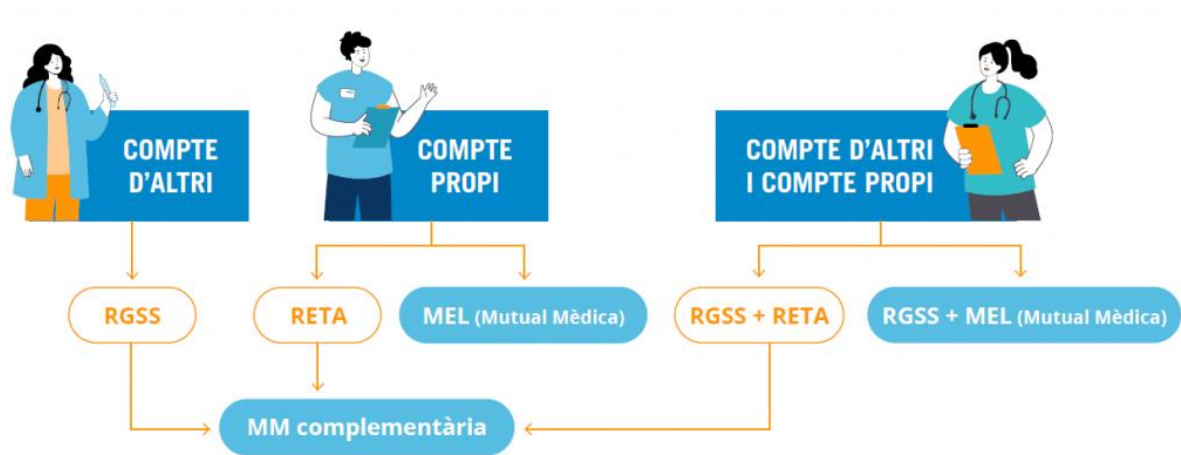 COMPTE
D'ALTRI
COMPTE
PROPI
COMPTE D'ALTRI
I COMPTE PROPI
RGSS
RETA
MEL (Mutual Mèdica)
RGSS + RETA
RGSS + MEL (Mutual Mèdica)
MM complementària